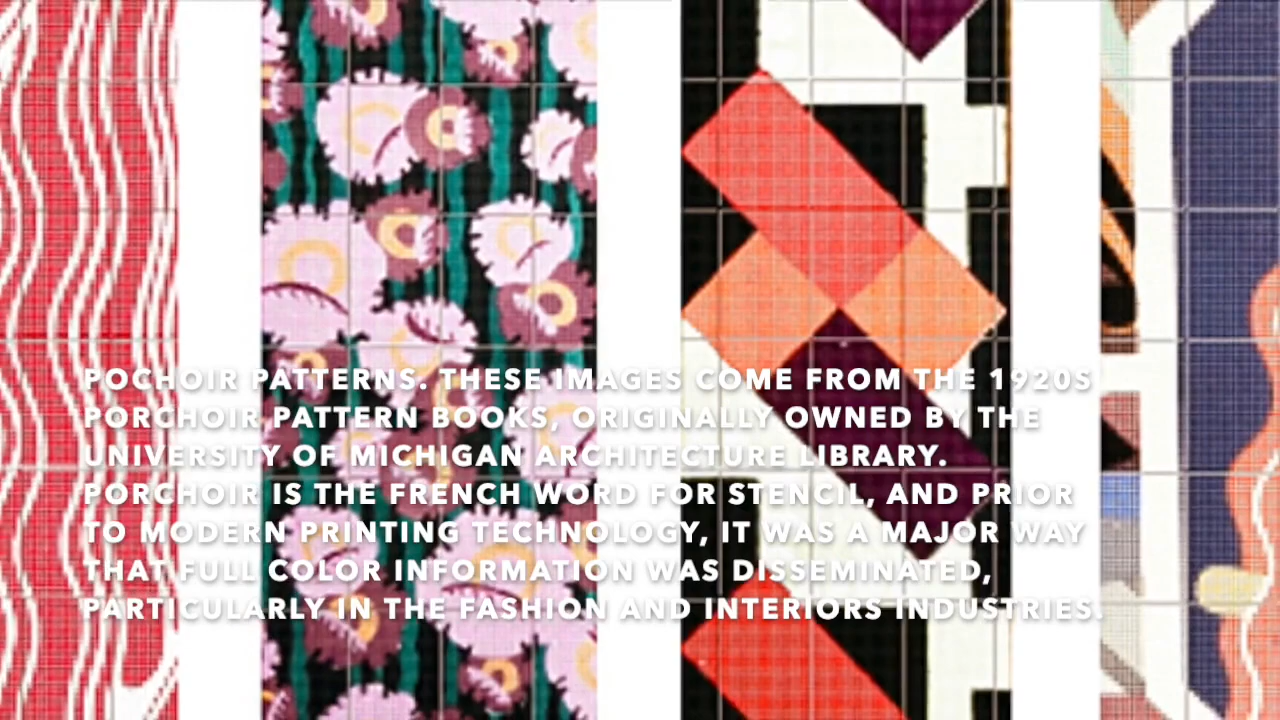 POCHOIR PATTERNS. THESE IMAGES COME FROM THE 1920S
PORCHOIR PATTERN BOOKS, ORIGINALLY OWNED BY THE
UNIVERSITY OF MICHIGAN ARCHITECTURE LIBRARY.
PORCHOIR IS THE FRENCH WORD FOR STENCIL, AND PRIOR
TO MODERN PRINTING TECHNOLOGY, IT WAS A MAJOR WAY
THAT FULL COLOR INFORMATION WAS DISSEMINATED,
PARTICULARLY IN THE FASHION AND INTERIORS INDUSTRIES.